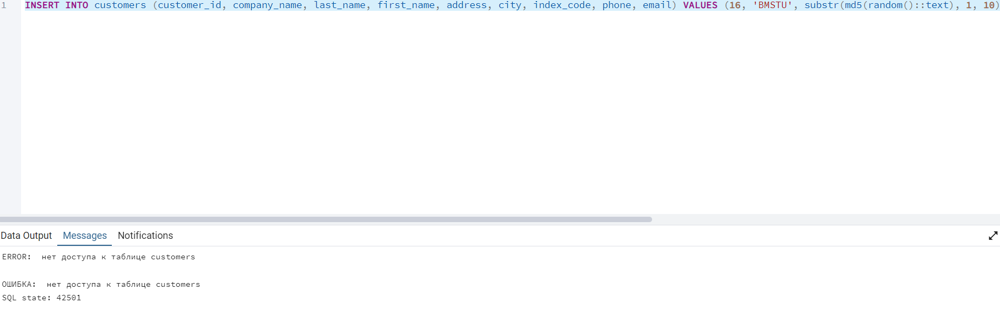 1 INSERT INTO customers (customer_id, company_name, last_name, first_name, address, city, index_code, phone, email) VALUES (16, 'BMSTU', substr(md5(random()::text), 1, 10)
Data Output Messages Notifications
ERROR:  нет доступа к таблице customers
ОШИБКА:  нет доступа к таблице customers
SQL state: 42501